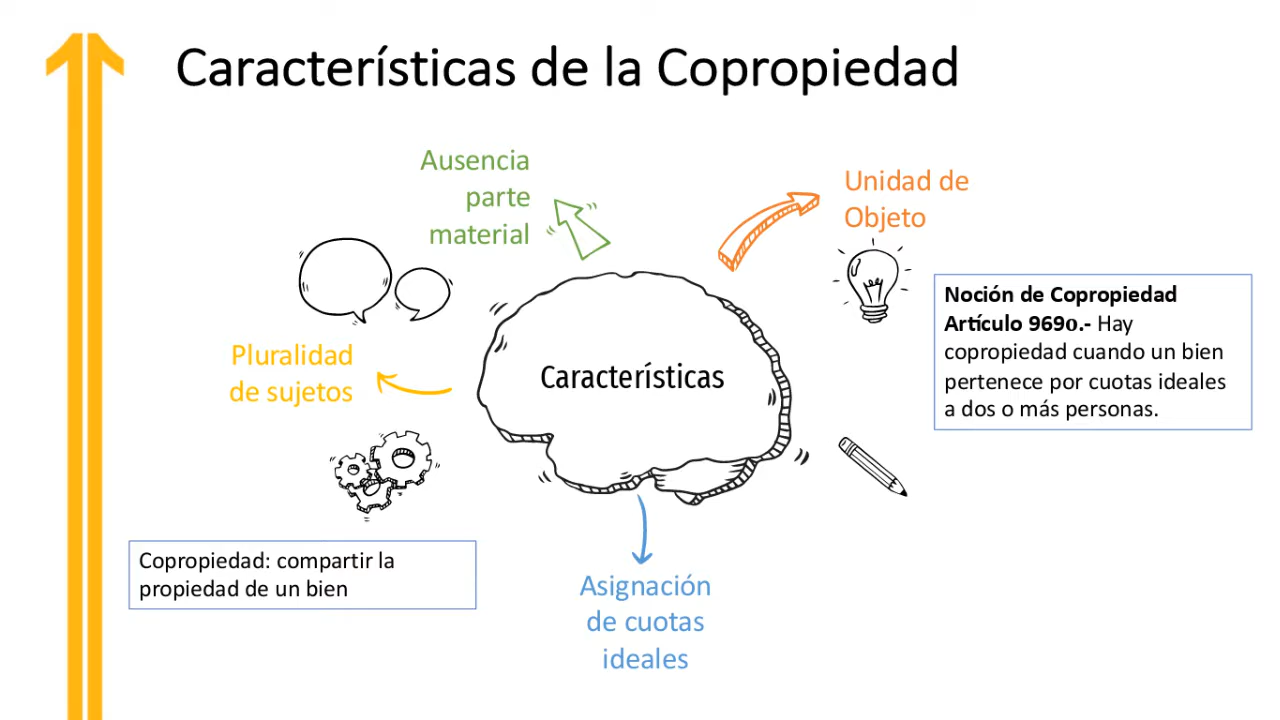 Características de la Copropiedad
Ausencia
parte
material
Unidad de
Objeto
Noción de Copropiedad
Artículo 969o.- Hay
copropiedad cuando un bien
pertenece por cuotas ideales
a dos o más personas.
Pluralidad
de sujetos
Características
Copropiedad: compartir la
propiedad de un bien
Asignación
de cuotas
ideales